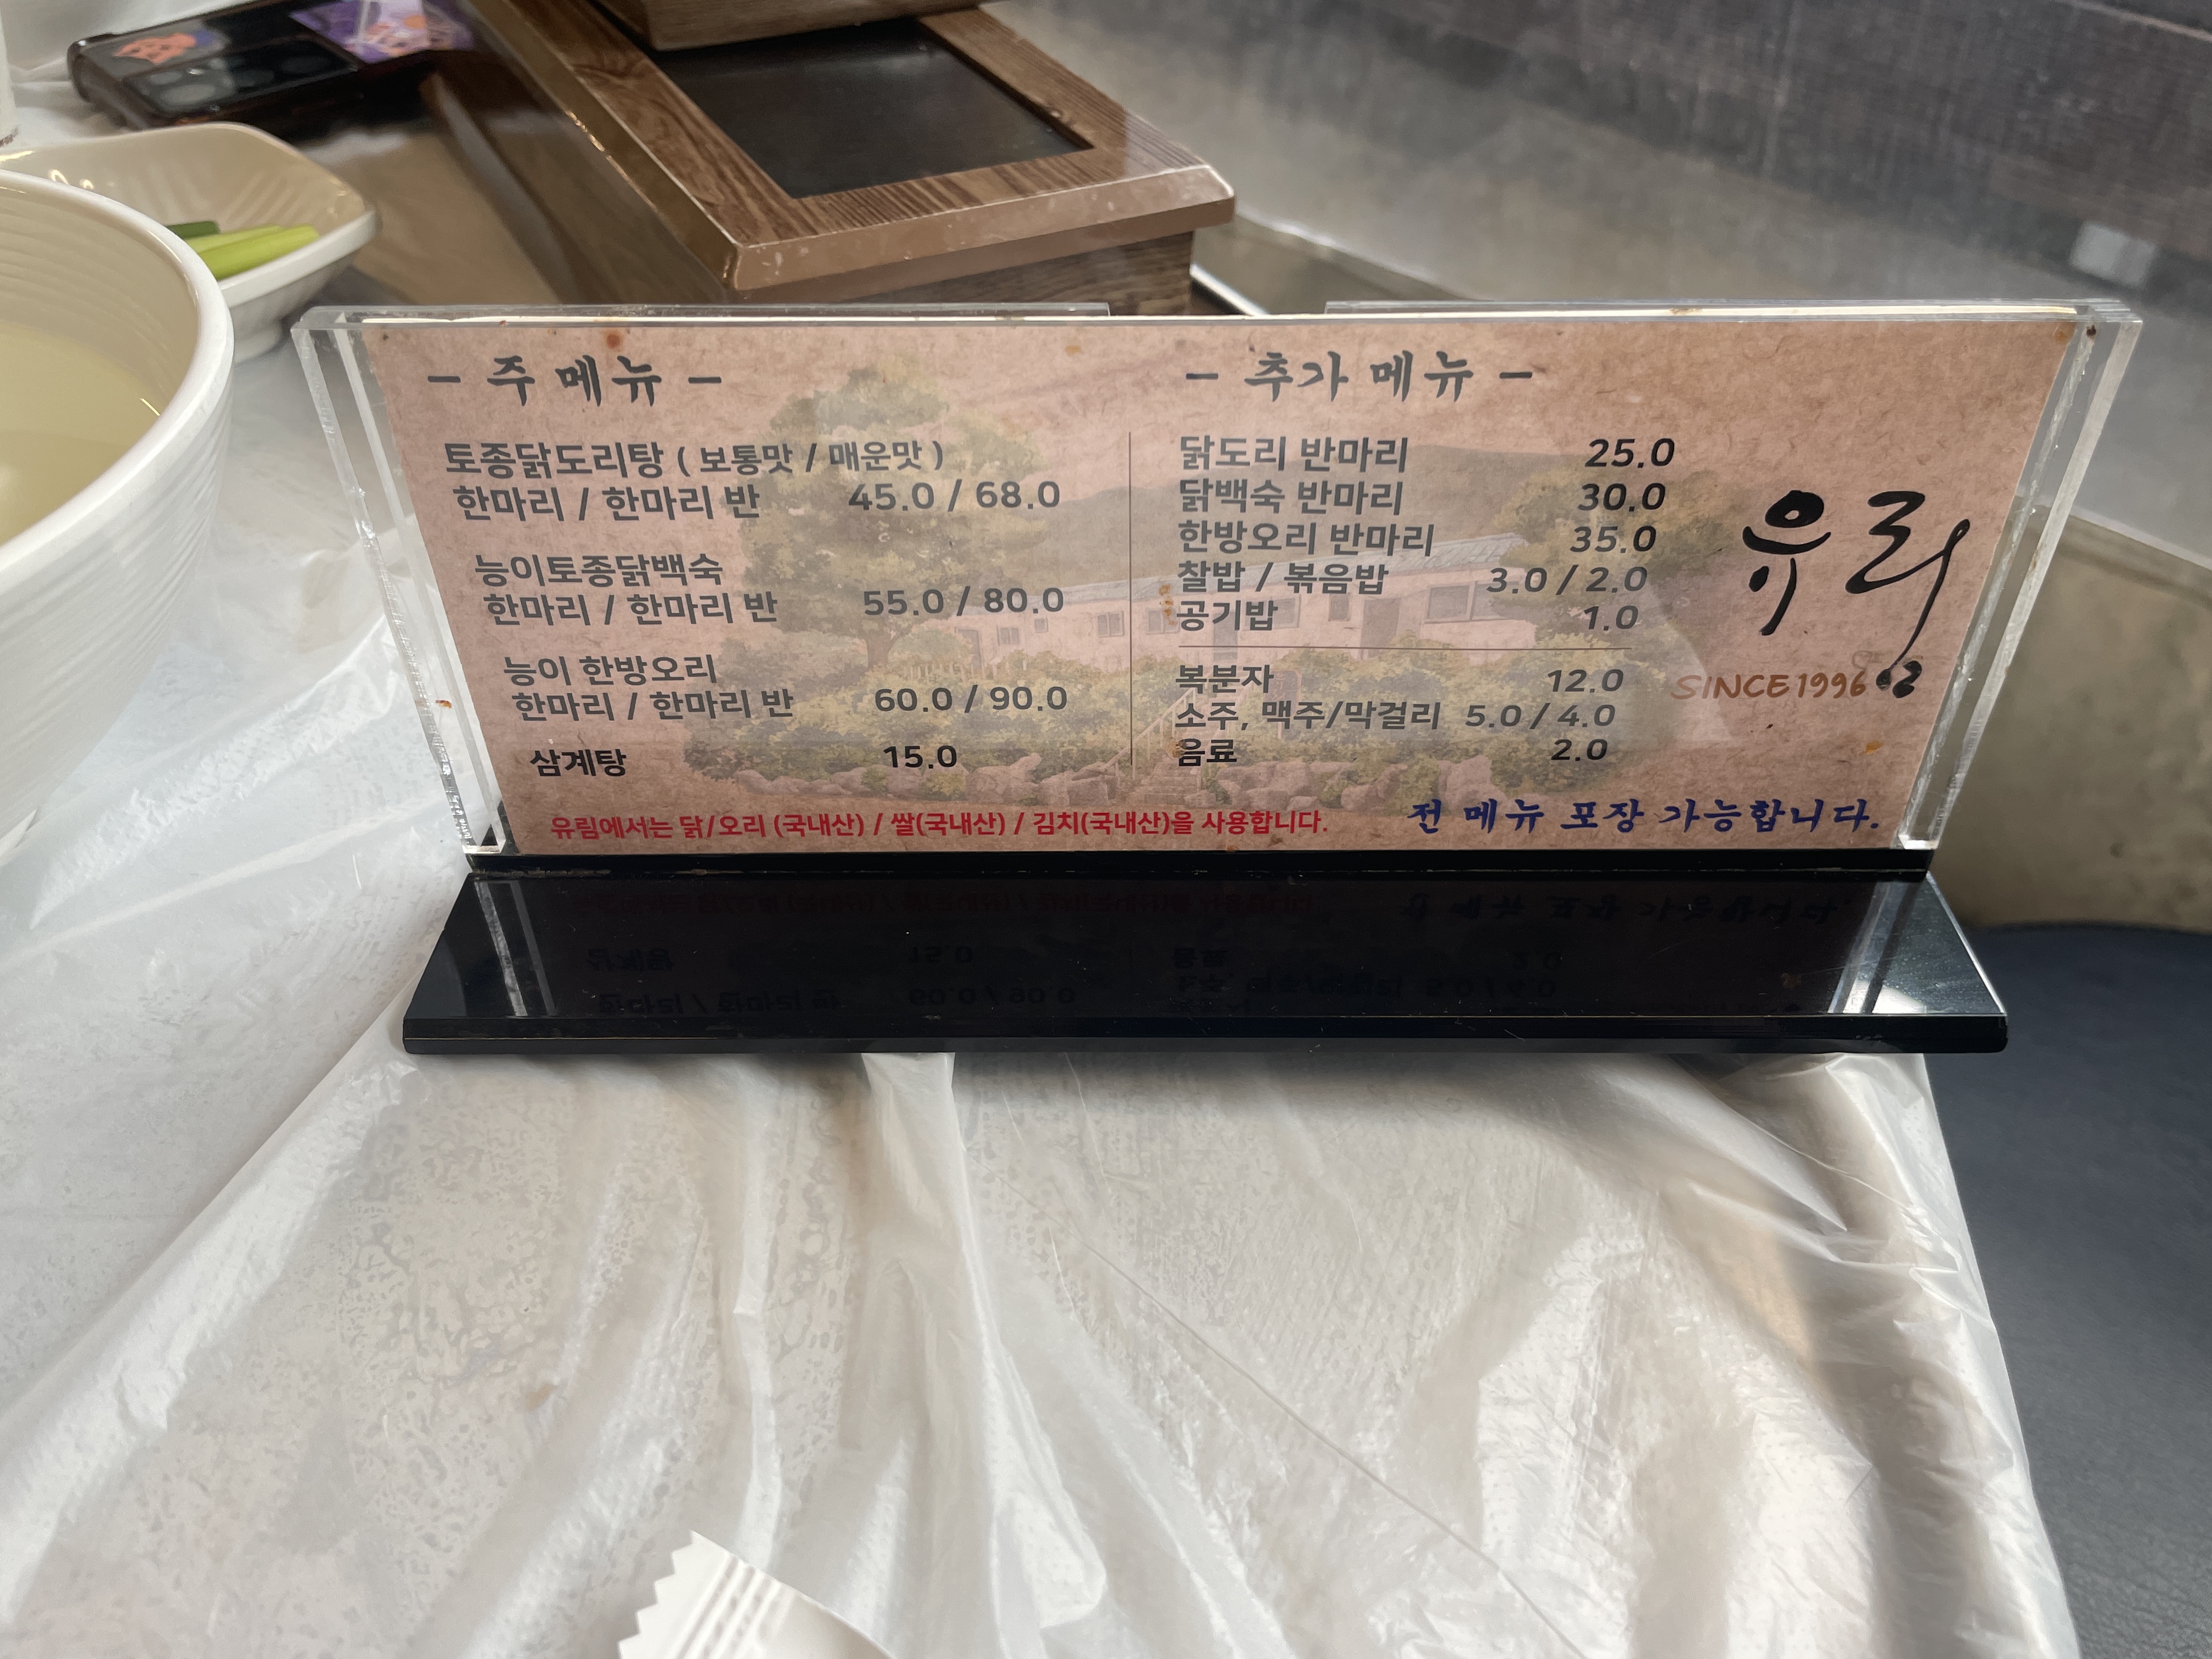 - 주 메뉴 -
토종닭도리탕 ( 보통맛 / 매운맛 )
한마리 / 한마리 반 45.0 / 68.0
능이토종닭백숙
한마리 / 한마리 반 55.0 / 80.0
능이 한방오리
한마리 / 한마리 반 60.0 / 90.0
삼계탕 15.0
- 추가 메뉴 -
닭도리 반마리 25.0
닭백숙 반마리 30.0
한방오리 반마리 35.0
찰밥 / 볶음밥 3.0 / 2.0
공기밥 1.0
복분자 12.0
소주, 맥주/막걸리 5.0 / 4.0
음료 2.0
유림
SINCE 1996
유림에서는 닭/오리 (국내산) / 쌀(국내산) / 김치(국내산)을 사용합니다.
전 메뉴 포장 가능합니다.